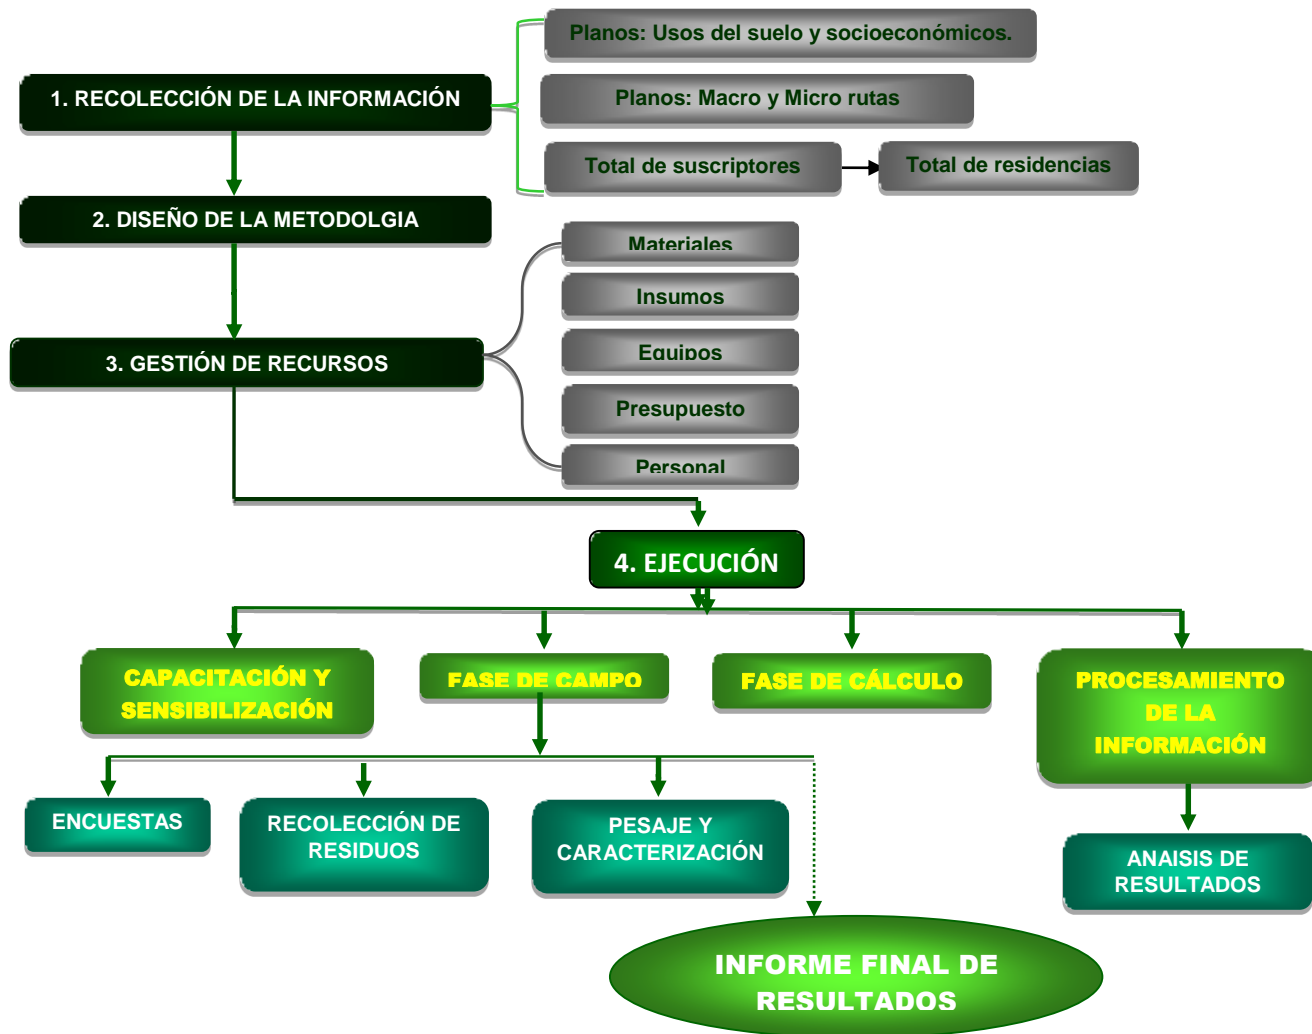 Planos: Usos del suelo y socioeconómicos.
1. RECOLECCIÓN DE LA INFORMACIÓN
Planos: Macro y Micro rutas
Total de suscriptores
Total de residencias
2. DISEÑO DE LA METODOLGIA
Materiales
Insumos
3. GESTIÓN DE RECURSOS
Equipos
Presupuesto
Personal
4. EJECUCIÓN
CAPACITACIÓN Y
SENSIBILIZACIÓN
FASE DE CAMPO
FASE DE CÁLCULO
PROCESAMIENTO
DE LA
INFORMACIÓN
ENCUESTAS
RECOLECCIÓN DE
RESIDUOS
PESAJE Y
CARACTERIZACIÓN
ANAISIS DE
RESULTADOS
INFORME FINAL DE
RESULTADOS